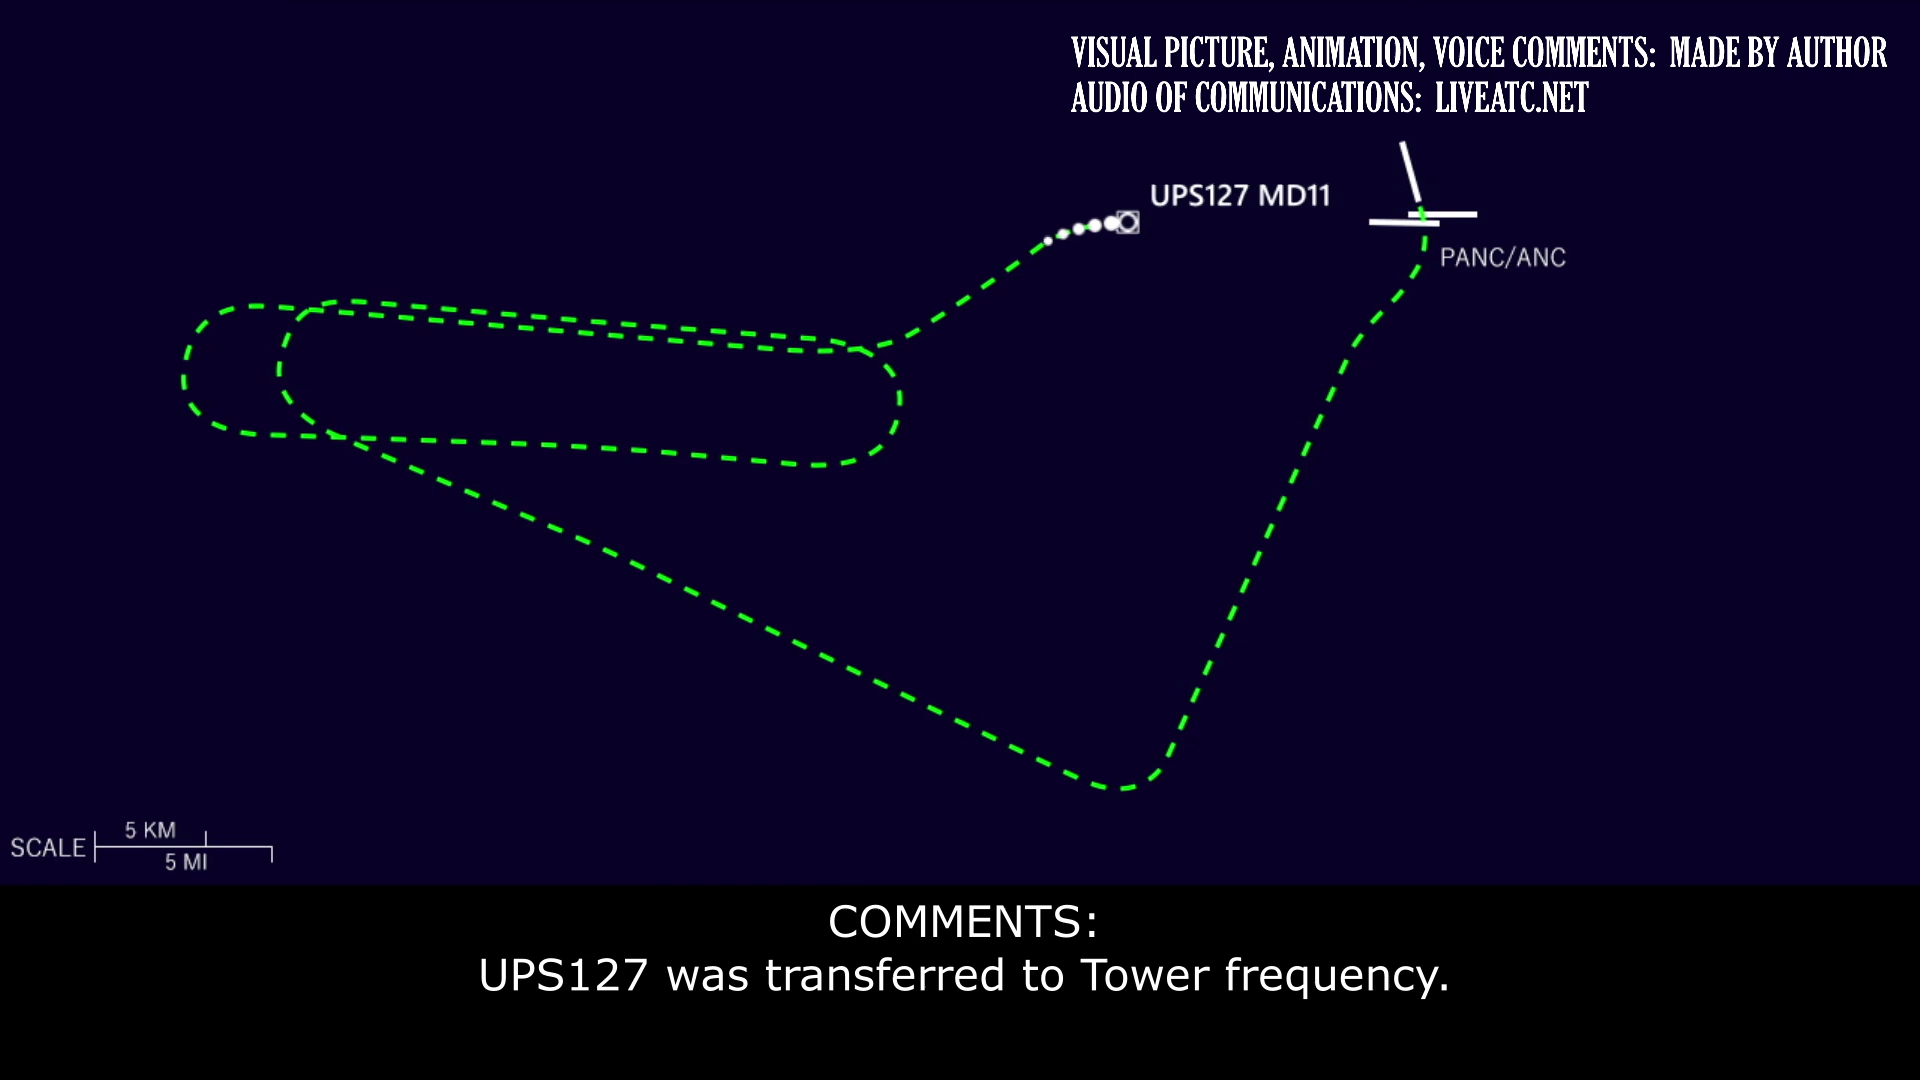 VISUAL PICTURE, ANIMATION, VOICE COMMENTS: MADE BY AUTHOR
AUDIO OF COMMUNICATIONS: LIVEATC.NET
UPS127 MD11
PANC/ANC
5 KM
SCALE
5 MI
COMMENTS:
UPS127 was transferred to Tower frequency.